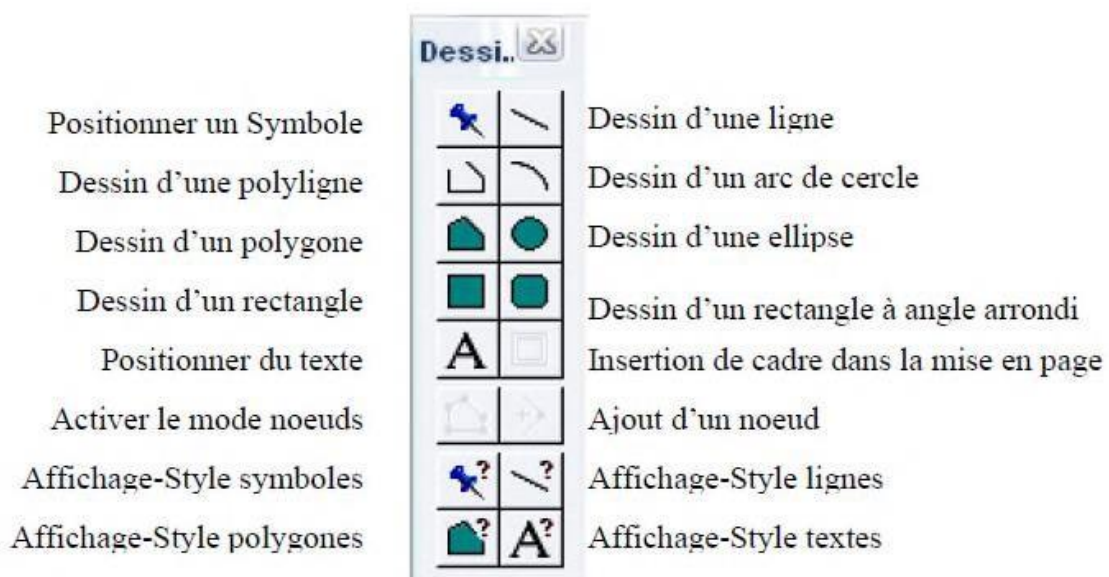 Dessi..
Positionner un Symbole
Dessin d'une ligne
Dessin d'une polyligne
Dessin d'un arc de cercle
Dessin d'un polygone
Dessin d'une ellipse
Dessin d'un rectangle
Dessin d'un rectangle à angle arrondi
Positionner du texte
A
Insertion de cadre dans la mise en page
Activer le mode noeuds
Ajout d'un noeud
Affichage-Style symboles
?
?
Affichage-Style lignes
Affichage-Style polygones
?
A?
Affichage-Style textes